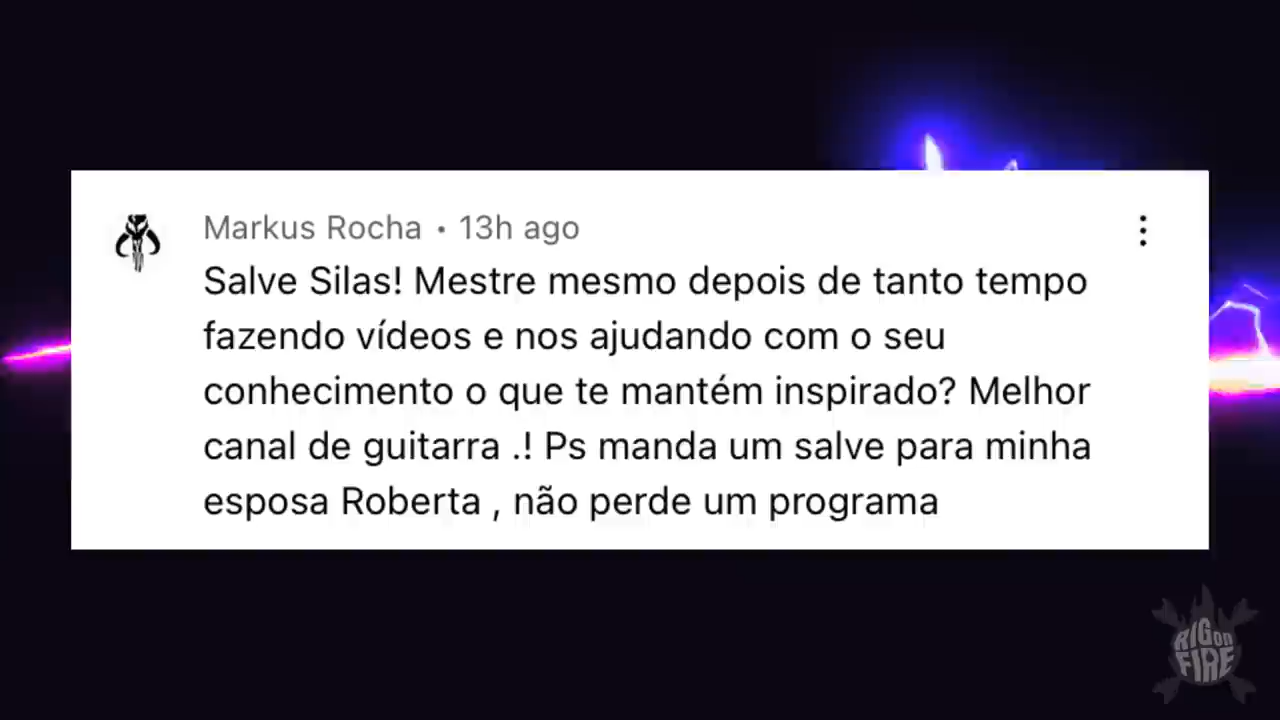 Markus Rocha • 13h ago
Salve Silas! Mestre mesmo depois de tanto tempo
fazendo vídeos e nos ajudando com o seu
conhecimento o que te mantém inspirado? Melhor
canal de guitarra .! Ps manda um salve para minha
esposa Roberta , não perde um programa
RIG on
FIRE